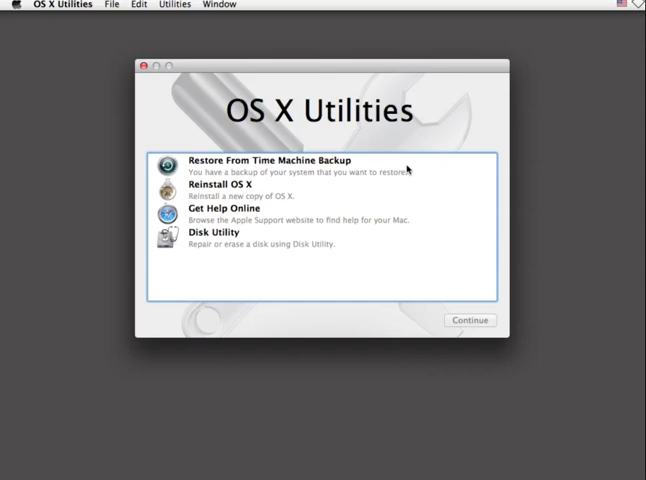 OS X Utilities File Edit Utilities Window
OS X Utilities
Restore From Time Machine Backup
You have a backup of your system that you want to restore.
Reinstall OS X
Reinstall a new copy of OS X.
Get Help Online
Browse the Apple Support website to find help for your Mac.
Disk Utility
Repair or erase a disk using Disk Utility.
Continue